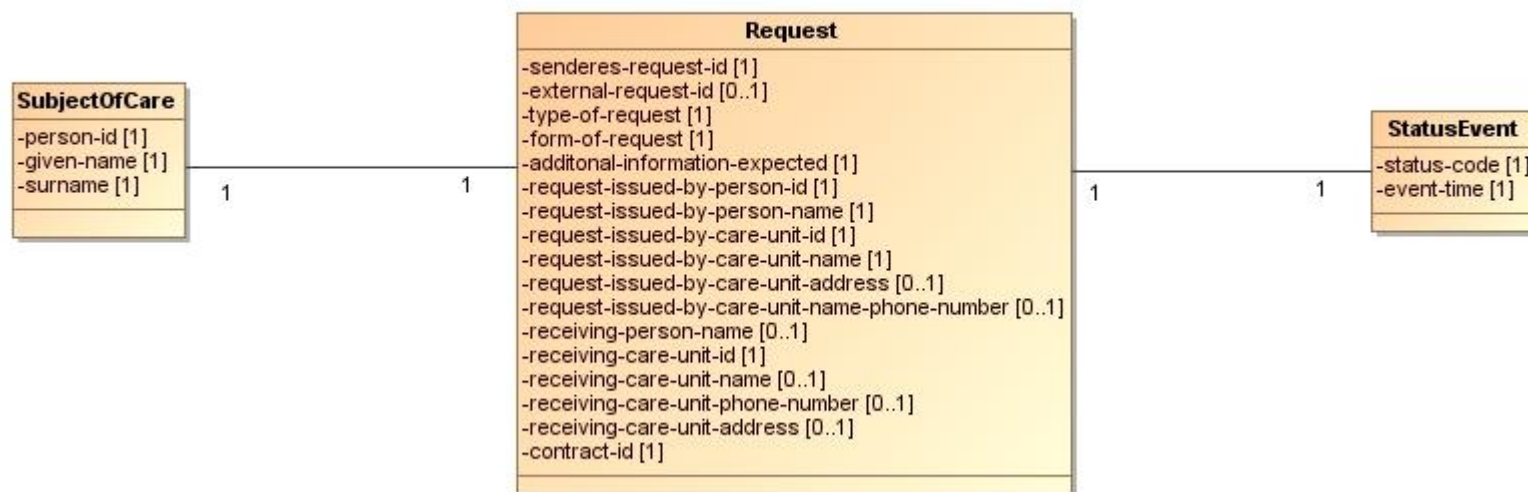 SubjectOfCare
-person-id [1]
-given-name [1]
-surname [1]
1
1
Request
-senderes-request-id [1]
-external-request-id [0..1]
-type-of-request [1]
-form-of-request [1]
-additonal-information-expected [1]
-request-issued-by-person-id [1]
-request-issued-by-person-name [1]
-request-issued-by-care-unit-id [1]
-request-issued-by-care-unit-name [1]
-request-issued-by-care-unit-address [0..1]
-request-issued-by-care-unit-name-phone-number [0..1]
-receiving-person-name [0..1]
-receiving-care-unit-id [1]
-receiving-care-unit-name [0..1]
-receiving-care-unit-phone-number [0..1]
-receiving-care-unit-address [0..1]
-contract-id [1]
1
1
StatusEvent
-status-code [1]
-event-time [1]